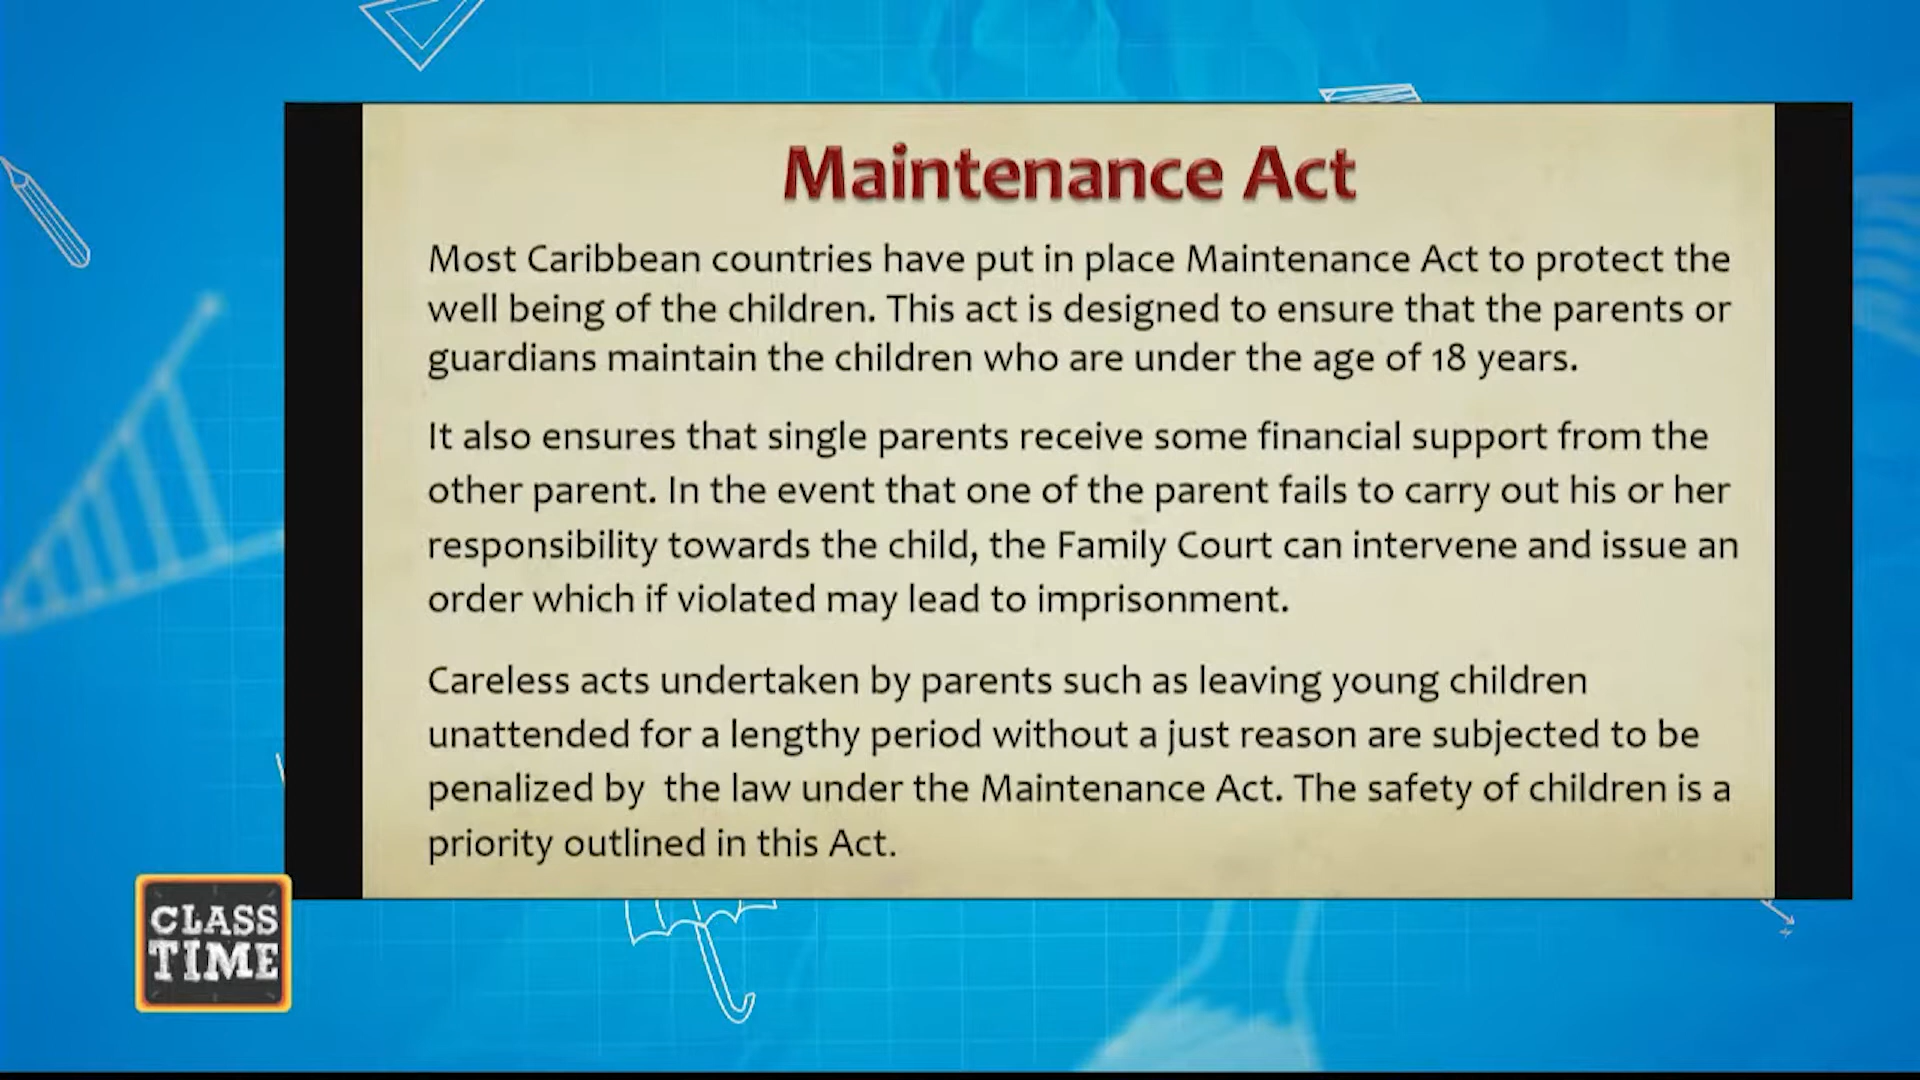 Maintenance Act
Most Caribbean countries have put in place Maintenance Act to protect the
well being of the children. This act is designed to ensure that the parents or
guardians maintain the children who are under the age of 18 years.
It also ensures that single parents receive some financial support from the
other parent. In the event that one of the parent fails to carry out his or her
responsibility towards the child, the Family Court can intervene and issue an
order which if violated may lead to imprisonment.
Careless acts undertaken by parents such as leaving young children
unattended for a lengthy period without a just reason are subjected to be
penalized by  the law under the Maintenance Act. The safety of children is a
priority outlined in this Act.
CLASS
TIME